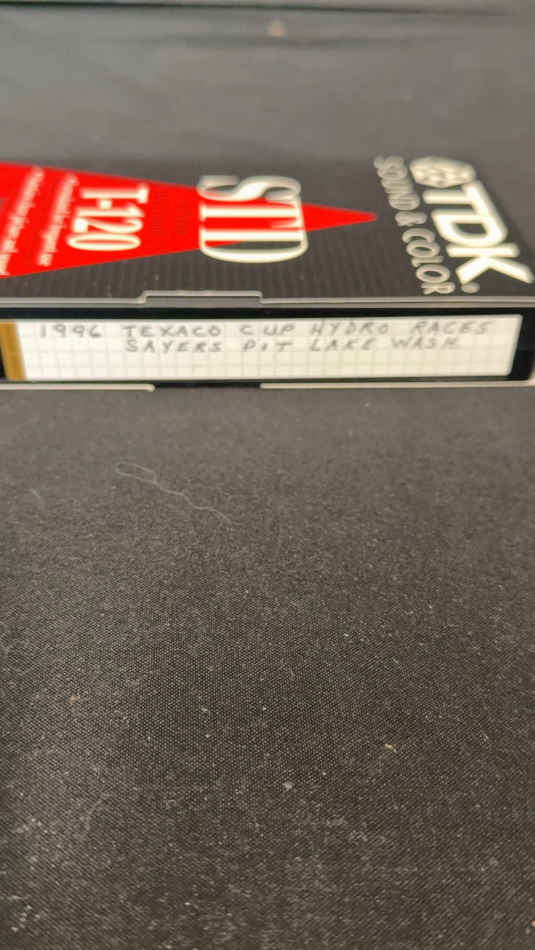 TDK
SOUND & COLOR
STD
T-120
1996 TEXACO CUP HYDRO RACES
SAYERS PIT LAKE WASH.